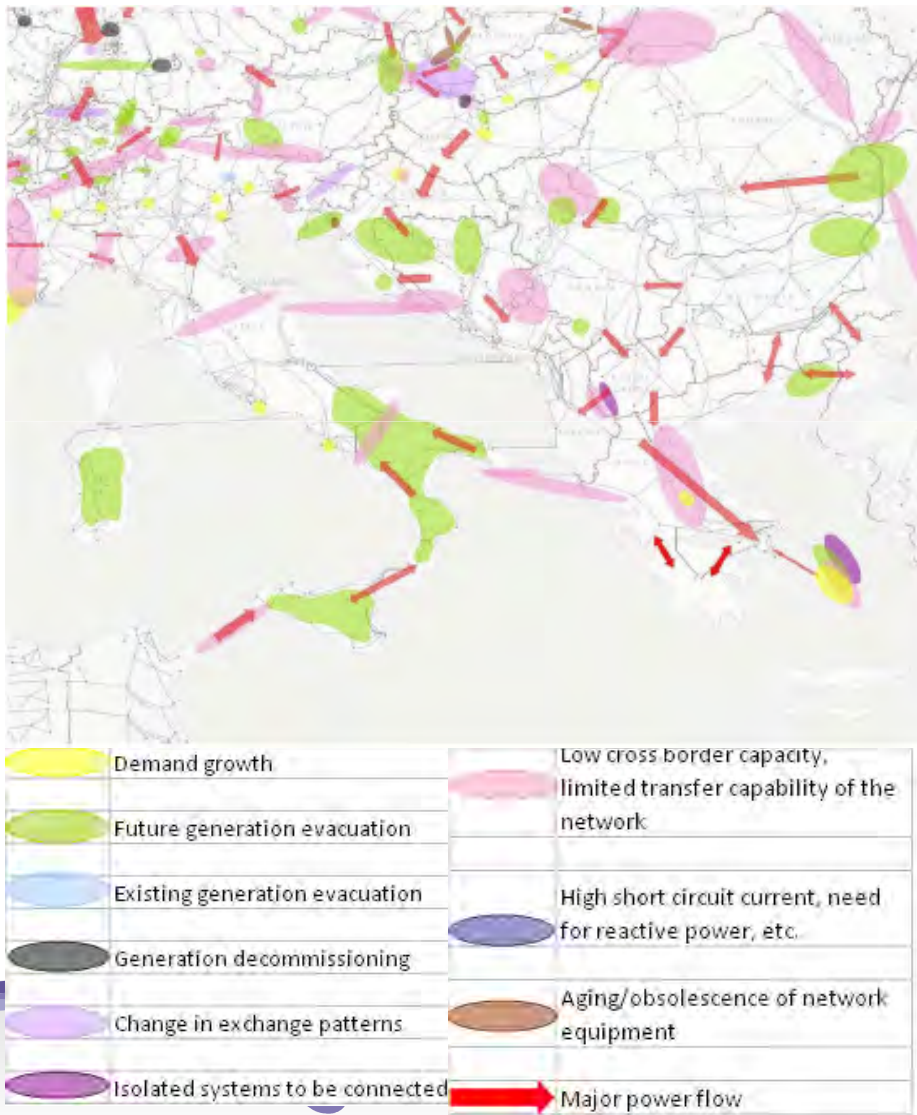 Demand growth
Future generation evacuation
Existing generation evacuation
Generation decommissioning
Change in exchange patterns
Isolated systems to be connected
Low cross border capacity,
limited transfer capability of the
network
High short circuit current, need
for reactive power, etc.
Aging/obsolescence of network
equipment
Major power flow